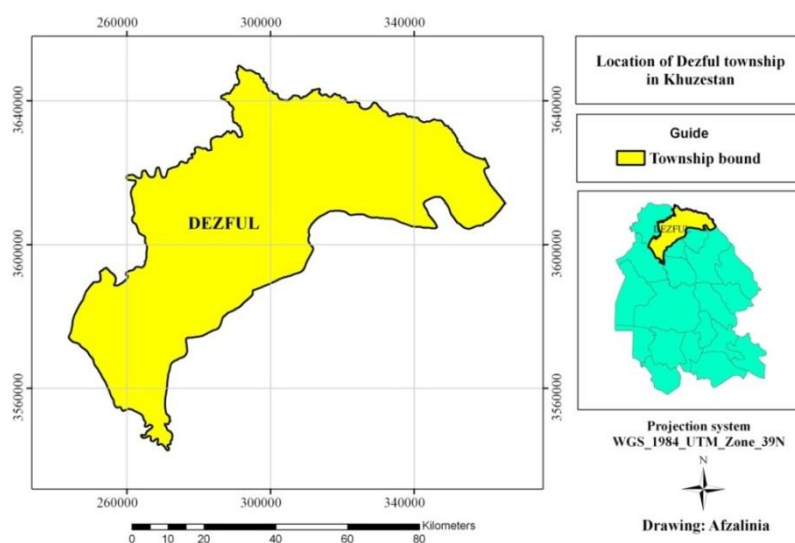 260000 300000 340000
3640000
3600000
3560000
DEZFUL
3640000
3600000
3560000
260000 300000 340000
0 10 20 40 60 80
Kilometers
Location of Dezful township
in Khuzestan
Guide
Township bound
DEZFUL
Projection system
WGS_1984_UTM_Zone_39N
N
Drawing: Afzalinia